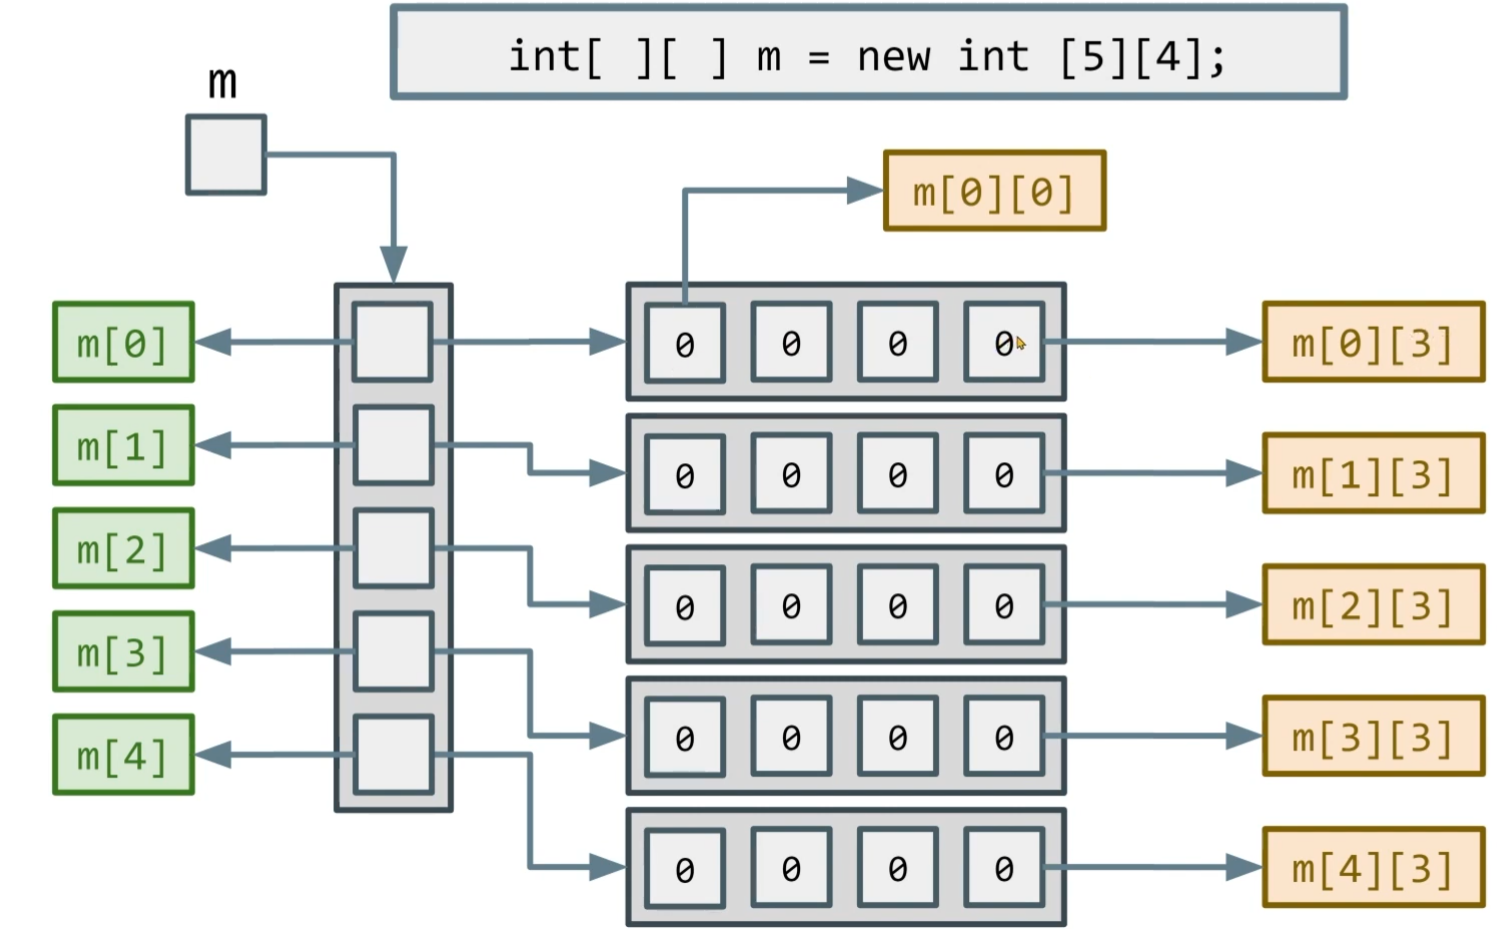 int[ ][ ] m = new int [5][4];
m
m[0][0]
m[0] 0 0 0 0 m[0][3]
m[1] 0 0 0 0 m[1][3]
m[2] 0 0 0 0 m[2][3]
m[3] 0 0 0 0 m[3][3]
m[4] 0 0 0 0 m[4][3]